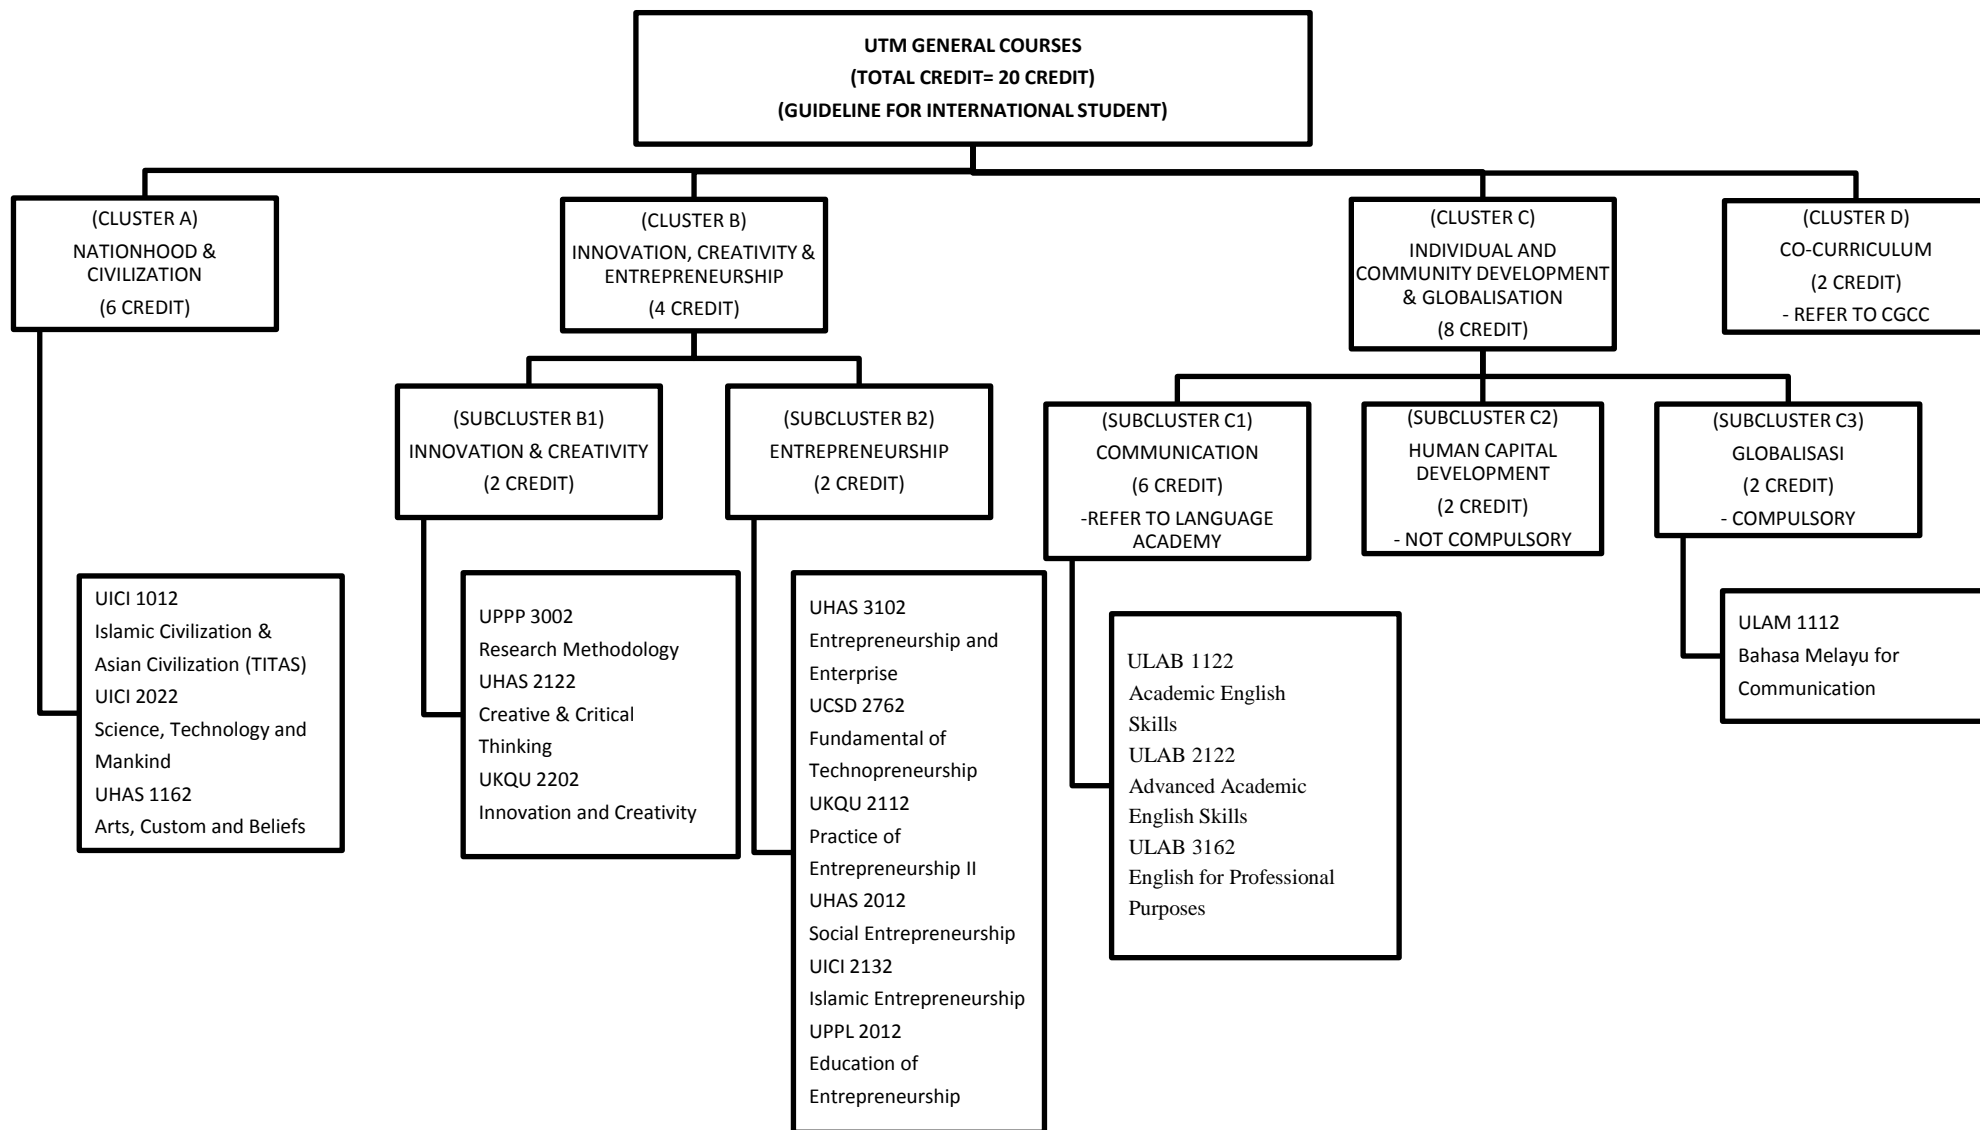 UTM GENERAL COURSES
(TOTAL CREDIT= 20 CREDIT)
(GUIDELINE FOR INTERNATIONAL STUDENT)
(CLUSTER A)
NATIONHOOD &
CIVILIZATION
(6 CREDIT)
(CLUSTER B)
INNOVATION, CREATIVITY &
ENTREPRENEURSHIP
(4 CREDIT)
(CLUSTER C)
INDIVIDUAL AND
COMMUNITY DEVELOPMENT
& GLOBALISATION
(8 CREDIT)
(CLUSTER D)
CO-CURRICULUM
(2 CREDIT)
- REFER TO CGCC
(SUBCLUSTER B1)
INNOVATION & CREATIVITY
(2 CREDIT)
(SUBCLUSTER B2)
ENTREPRENEURSHIP
(2 CREDIT)
(SUBCLUSTER C1)
COMMUNICATION
(6 CREDIT)
-REFER TO LANGUAGE
ACADEMY
(SUBCLUSTER C2)
HUMAN CAPITAL
DEVELOPMENT
(2 CREDIT)
- NOT COMPULSORY
(SUBCLUSTER C3)
GLOBALISASI
(2 CREDIT)
- COMPULSORY
UICI 1012
Islamic Civilization &
Asian Civilization (TITAS)
UICI 2022
Science, Technology and
Mankind
UHAS 1162
Arts, Custom and Beliefs
UPPP 3002
Research Methodology
UHAS 2122
Creative & Critical
Thinking
UKQU 2202
Innovation and Creativity
UHAS 3102
Entrepreneurship and
Enterprise
UCSD 2762
Fundamental of
Technopreneurship
UKQU 2112
Practice of
Entrepreneurship II
UHAS 2012
Social Entrepreneurship
UICI 2132
Islamic Entrepreneurship
UPPL 2012
Education of
Entrepreneurship
ULAB 1122
Academic English
Skills
ULAB 2122
Advanced Academic
English Skills
ULAB 3162
English for Professional
Purposes
ULAM 1112
Bahasa Melayu for
Communication